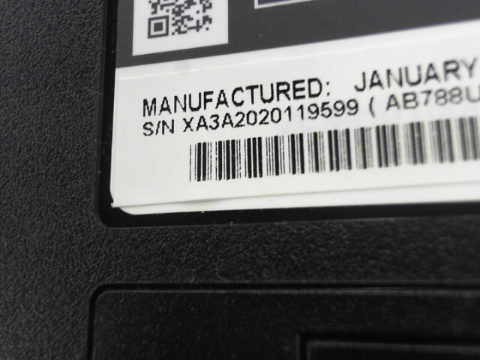 MANUFACTURED: JANUARY
S/N XA3A2020119599 ( AB788U